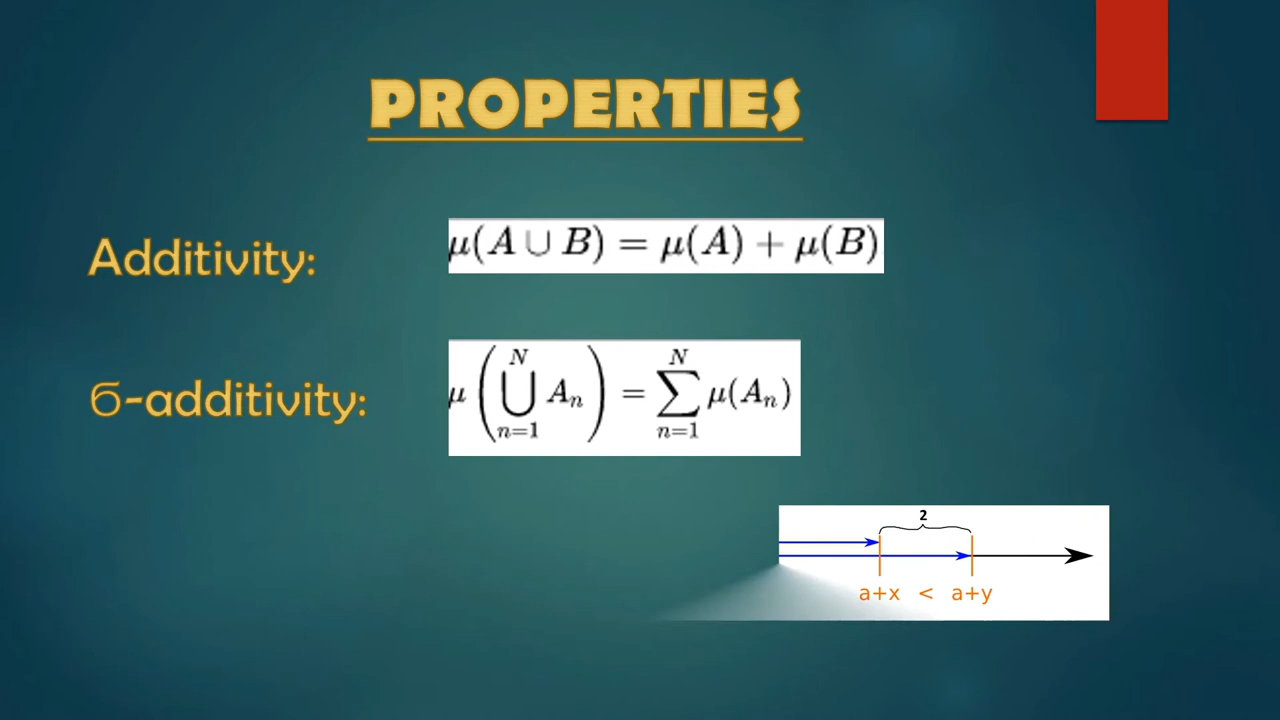 PROPERTIES
Additivity: μ(A ∪ B) = μ(A) + μ(B)
б-additivity: μ(⋃_{n=1}^{N} A_n) = ∑_{n=1}^{N} μ(A_n)
2
a+x < a+y